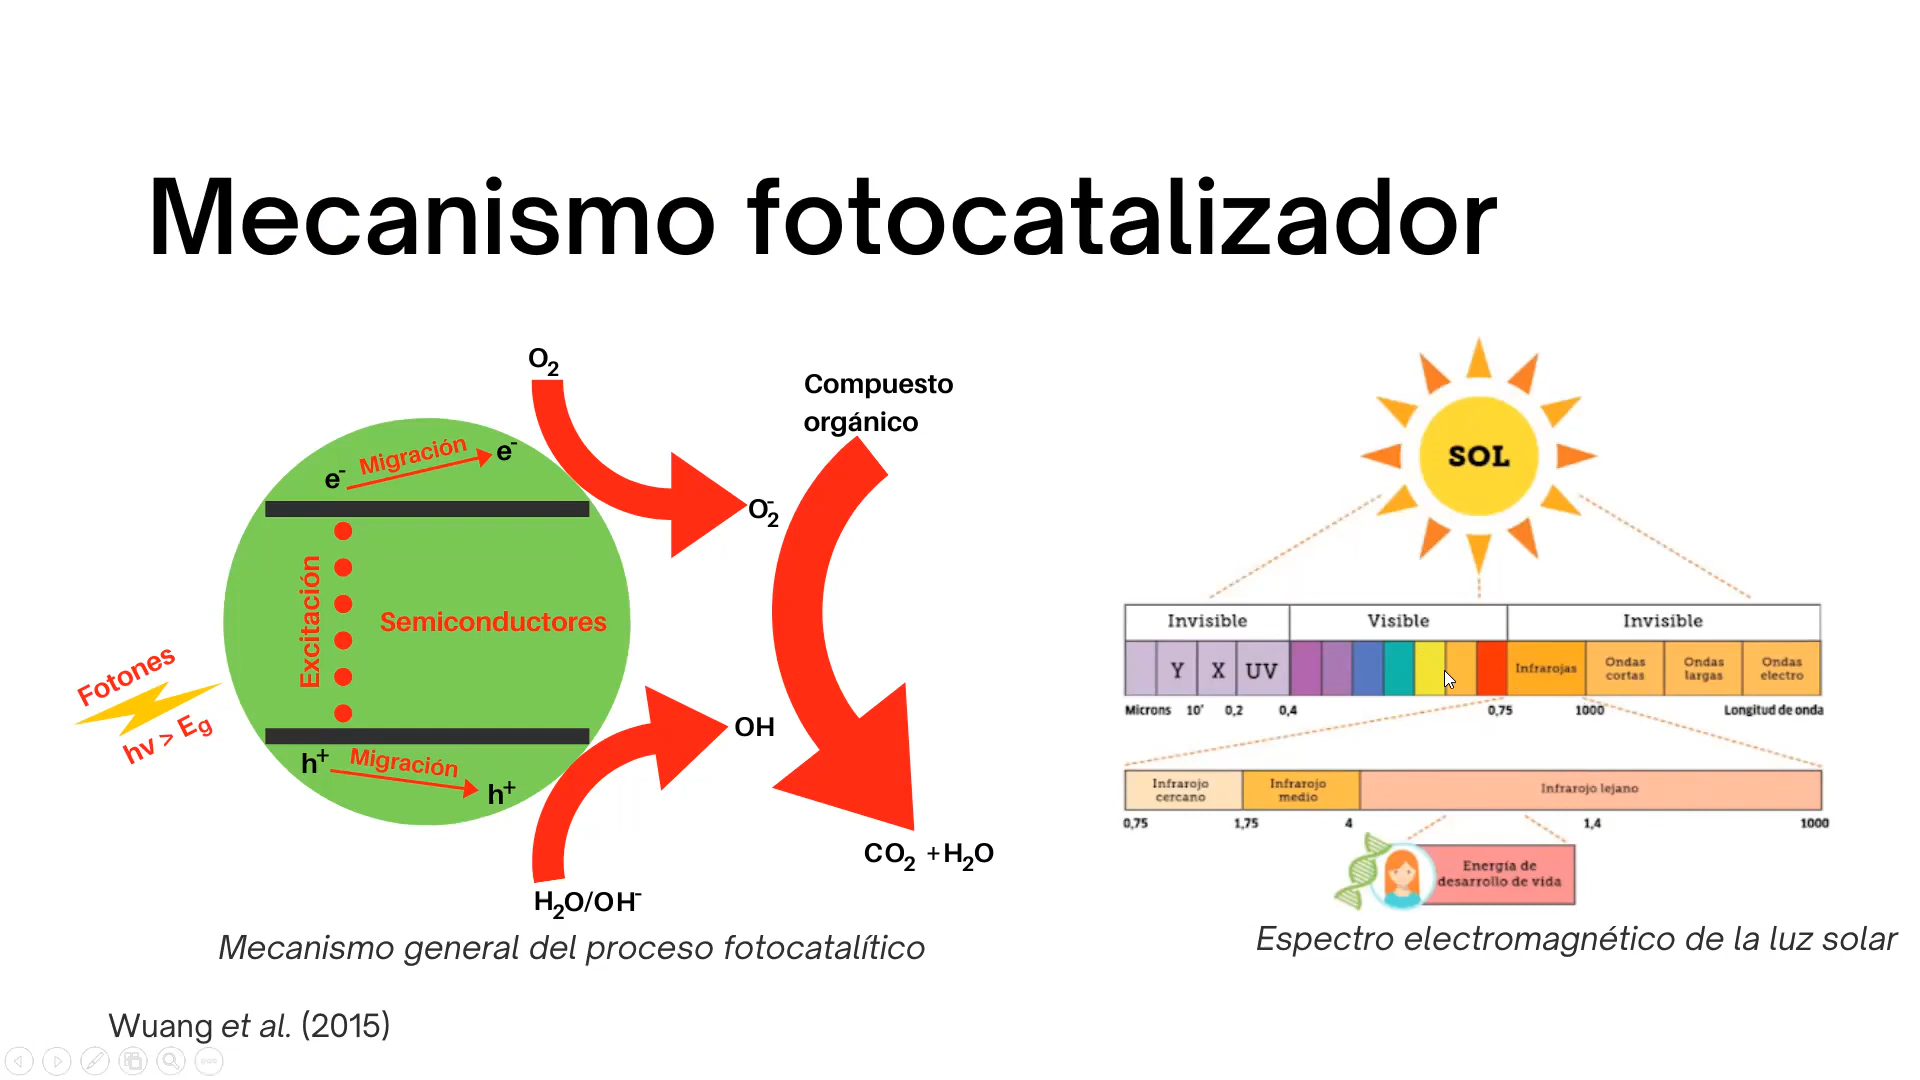 Mecanismo fotocatalizador
O₂
Compuesto
orgánico
e⁻ Migración e⁻
O₂⁻
Excitación
Semiconductores
Fotones
hv > Eg
OH
h⁺ Migración h⁺
CO₂ +H₂O
H₂O/OH⁻
Mecanismo general del proceso fotocatalítico
Wuang et al. (2015)
SOL
Invisible Visible Invisible
Y X UV Infrarojas Ondas cortas Ondas largas Ondas electro
Microns 10' 0,2 0,4 0,75 1000 Longitud de onda
Infrarojo cercano Infrarojo medio Infrarojo lejano
0,75 1,75 4 1,4 1000
Energía de
desarrollo de vida
Espectro electromagnético de la luz solar